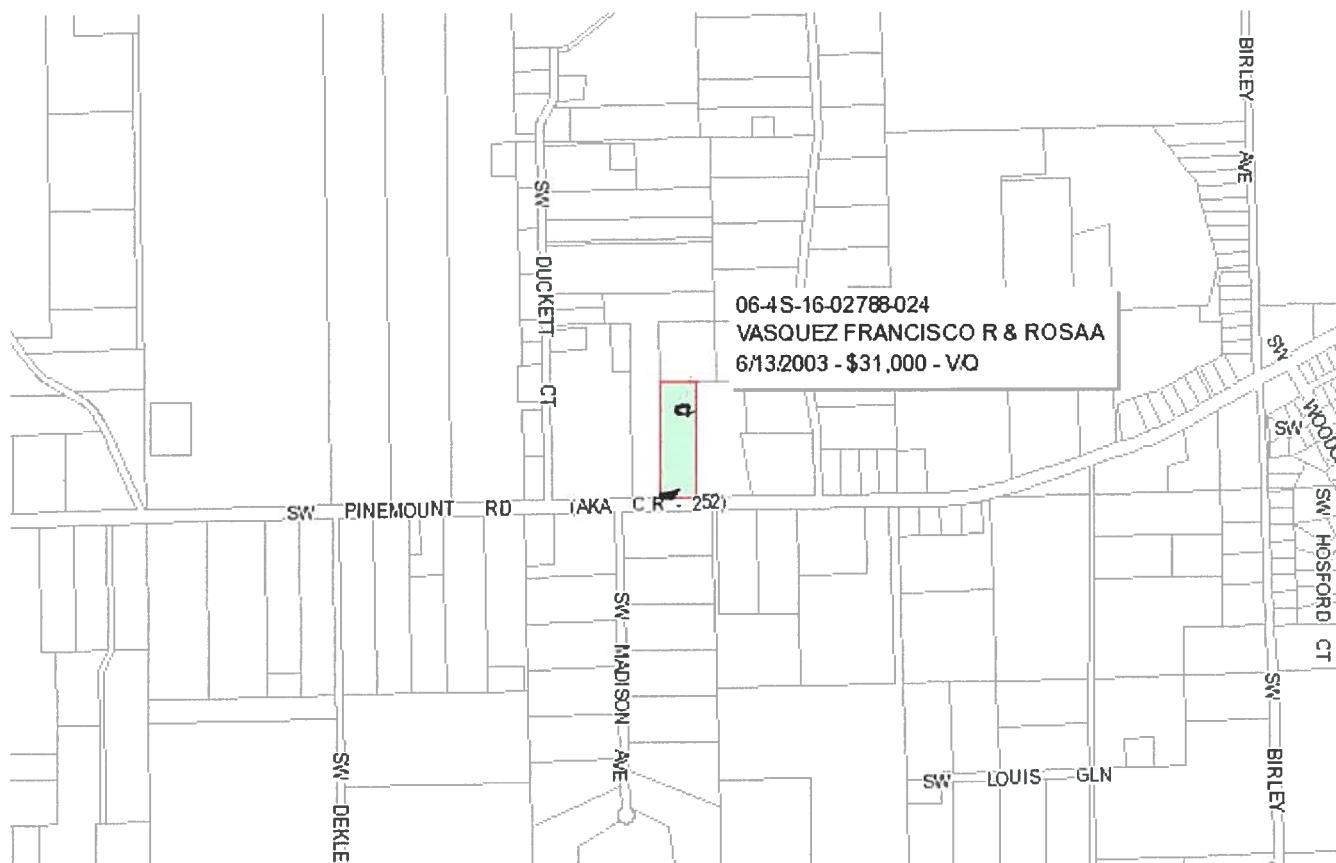 BIRLEY AVE
SW DUCKETT CT
06-4S-16-02788-024
VASQUEZ FRANCISCO R & ROSAA
6/13/2003 - $31,000 - V/Q
SW
SW
SW HOSFORD CT
SW PINEMOUNT RD (AKA C R - 252)
SW MADISON AVE
SW DEKLE
SW LOUIS GLN
SW BIRLEY